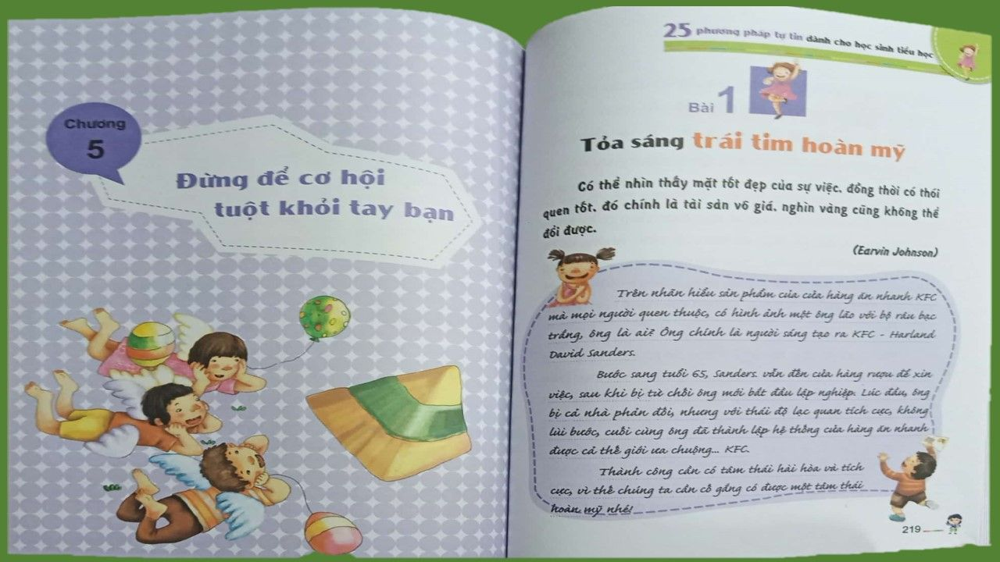 Chương
5
Đừng để cơ hội
tuột khỏi tay bạn
25 phương pháp tự tin dành cho học sinh tiểu học
Bài 1
Tỏa sáng trái tim hoàn mỹ
Có thể nhìn thấy mặt tốt đẹp của sự việc, đồng thời có thói
quen tốt, đó chính là tài sản vô giá, nghìn vàng cũng không thể
đổi được.
(Earvin Johnson)
Trên nhãn hiểu sản phẩm của cửa hàng ăn nhanh KFC
mà mọi người quen thuộc, có hình ảnh một ông lão với bộ râu bạc
trắng, ông là ai? Ông chính là người sáng tạo ra KFC - Harland
David Sanders.
Bước sang tuổi 65, Sanders. vẫn đến cửa hàng rượu để xin
việc, sau khi bị từ chối ông mới bắt đầu lập nghiệp. Lúc đầu, ông
bị cả nhà phản đối, nhưng với thái độ lạc quan tích cực, không
lùi bước, cuối cùng ông đã thành lập hệ thống cửa hàng ăn nhanh
được cả thế giới ưa chuộng... KFC.
Thành công cần có tâm thái hài hòa và tích
cực, vì thế chúng ta cần cố gắng có được một tâm thái
hoàn mỹ nhé!
219